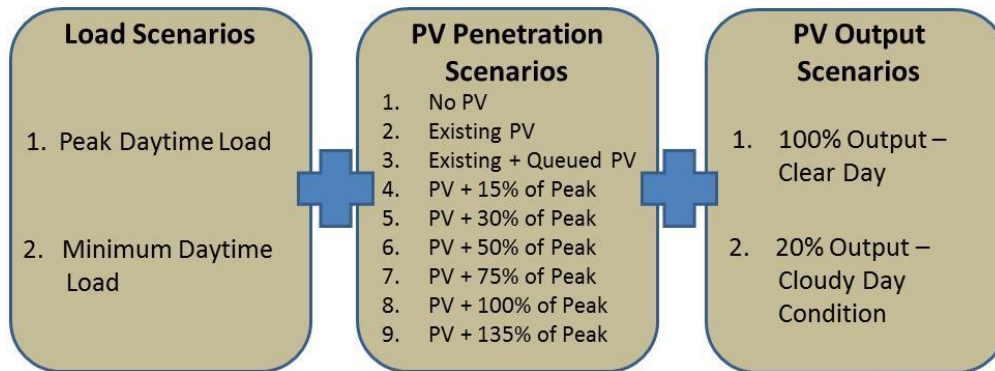 Load Scenarios
1. Peak Daytime Load
2. Minimum Daytime
Load
PV Penetration
Scenarios
1. No PV
2. Existing PV
3. Existing + Queued PV
4. PV + 15% of Peak
5. PV + 30% of Peak
6. PV + 50% of Peak
7. PV + 75% of Peak
8. PV + 100% of Peak
9. PV + 135% of Peak
PV Output
Scenarios
1. 100% Output –
Clear Day
2. 20% Output –
Cloudy Day
Condition